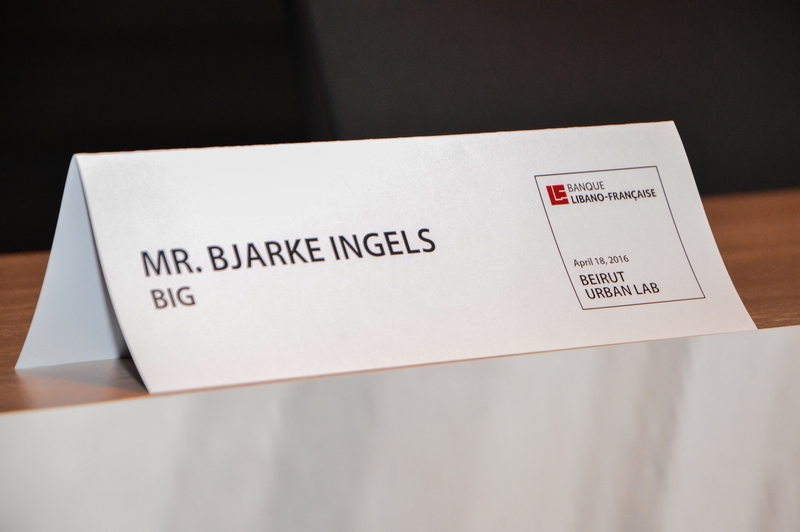 MR. BJARKE INGELS
BIG
BANQUE
LIBANO-FRANÇAISE
April 18, 2016
BEIRUT
URBAN LAB